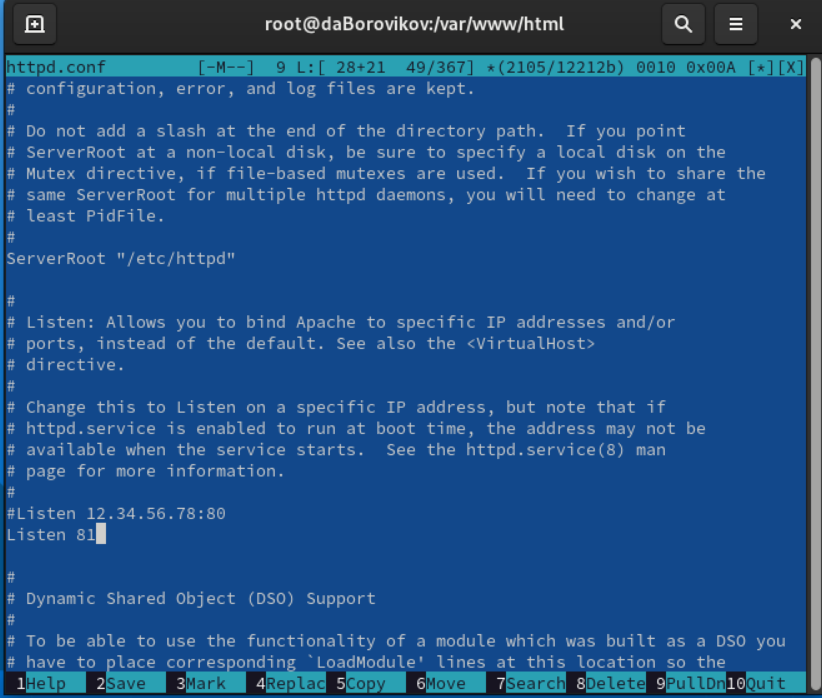 root@daBorovikov:/var/www/html
httpd.conf [-M--] 9 L:[ 28+21 49/367] *(2105/12212b) 0010 0x00A [*][X]
# configuration, error, and log files are kept.
#
# Do not add a slash at the end of the directory path.  If you point
# ServerRoot at a non-local disk, be sure to specify a local disk on the
# Mutex directive, if file-based mutexes are used.  If you wish to share the
# same ServerRoot for multiple httpd daemons, you will need to change at
# least PidFile.
#
ServerRoot "/etc/httpd"
#
# Listen: Allows you to bind Apache to specific IP addresses and/or
# ports, instead of the default. See also the <VirtualHost>
# directive.
#
# Change this to Listen on a specific IP address, but note that if
# httpd.service is enabled to run at boot time, the address may not be
# available when the service starts.  See the httpd.service(8) man
# page for more information.
#
#Listen 12.34.56.78:80
Listen 81
#
# Dynamic Shared Object (DSO) Support
#
# To be able to use the functionality of a module which was built as a DSO you
# have to place corresponding `LoadModule' lines at this location so the
1Help 2Save 3Mark 4Replac 5Copy 6Move 7Search 8Delete 9PullDn 10Quit